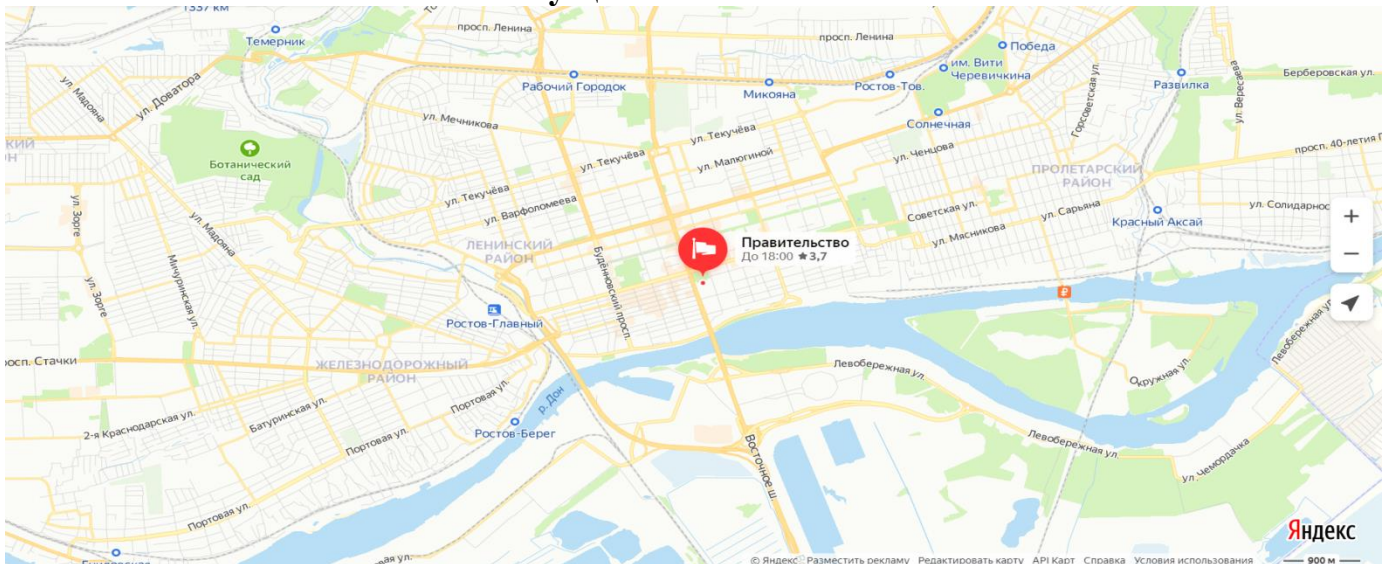 1337 км
Темерник
просп. Ленина
просп. Ленина
Победа
им. Вити
Черевичкина
Рабочий Городок
Микояна
Ростов-Тов.
Развилка
Берберовская ул.
ул. Вересаева
Горсоветская ул.
ул. Мадояна
ул. Доватора
ул. Мечникова
Солнечная
ул. Текучёва
ул. Текучёва
ул. Малюгиной
ул. Ченцова
просп. 40-летия
Ботанический
сад
ПРОЛЕТАРСКИЙ
РАЙОН
ул. Текучёва
ул. Варфоломеева
Советская ул.
ул. Сарьяна
ул. Солидарнос
Красный Аксай
ул. Мясникова
ул. Зорге
ул. Мадояна
ЛЕНИНСКИЙ
РАЙОН
Правительство
До 18:00 ★3,7
Будённовский просп.
Мичуринская ул.
ул. Зорге
Ростов-Главный
₽
Левобережная ул.
осп. Стачки
ЖЕЛЕЗНОДОРОЖНЫЙ
РАЙОН
Левобережная ул.
Окружная ул.
р. Дон
Портовая ул.
Батуринская ул.
2-я Краснодарская ул.
Ростов-Берег
Портовая ул.
Восточное ш.
Левобережная ул.
ул. Чемордачка
Портовая ул.
Яндекс
© Яндекс Разместить рекламу Редактировать карту API Карт Справка Условия использования
900 м